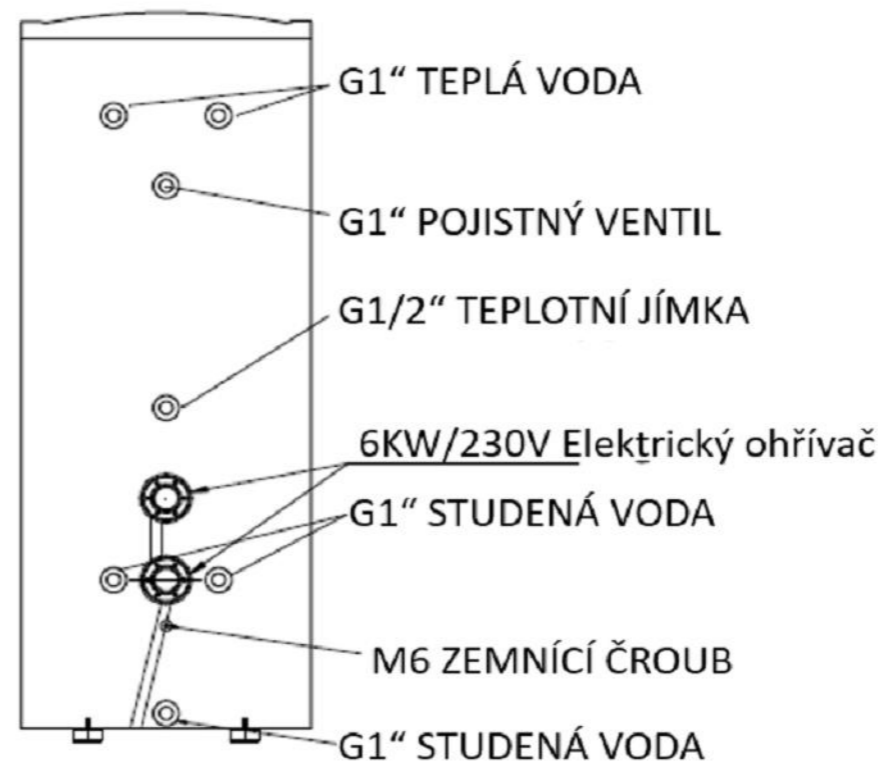 G1“ TEPLÁ VODA
G1“ POJISTNÝ VENTIL
G1/2“ TEPLOTNÍ JÍMKA
6KW/230V Elektrický ohřívač
G1“ STUDENÁ VODA
M6 ZEMNÍCÍ ČROUB
G1“ STUDENÁ VODA